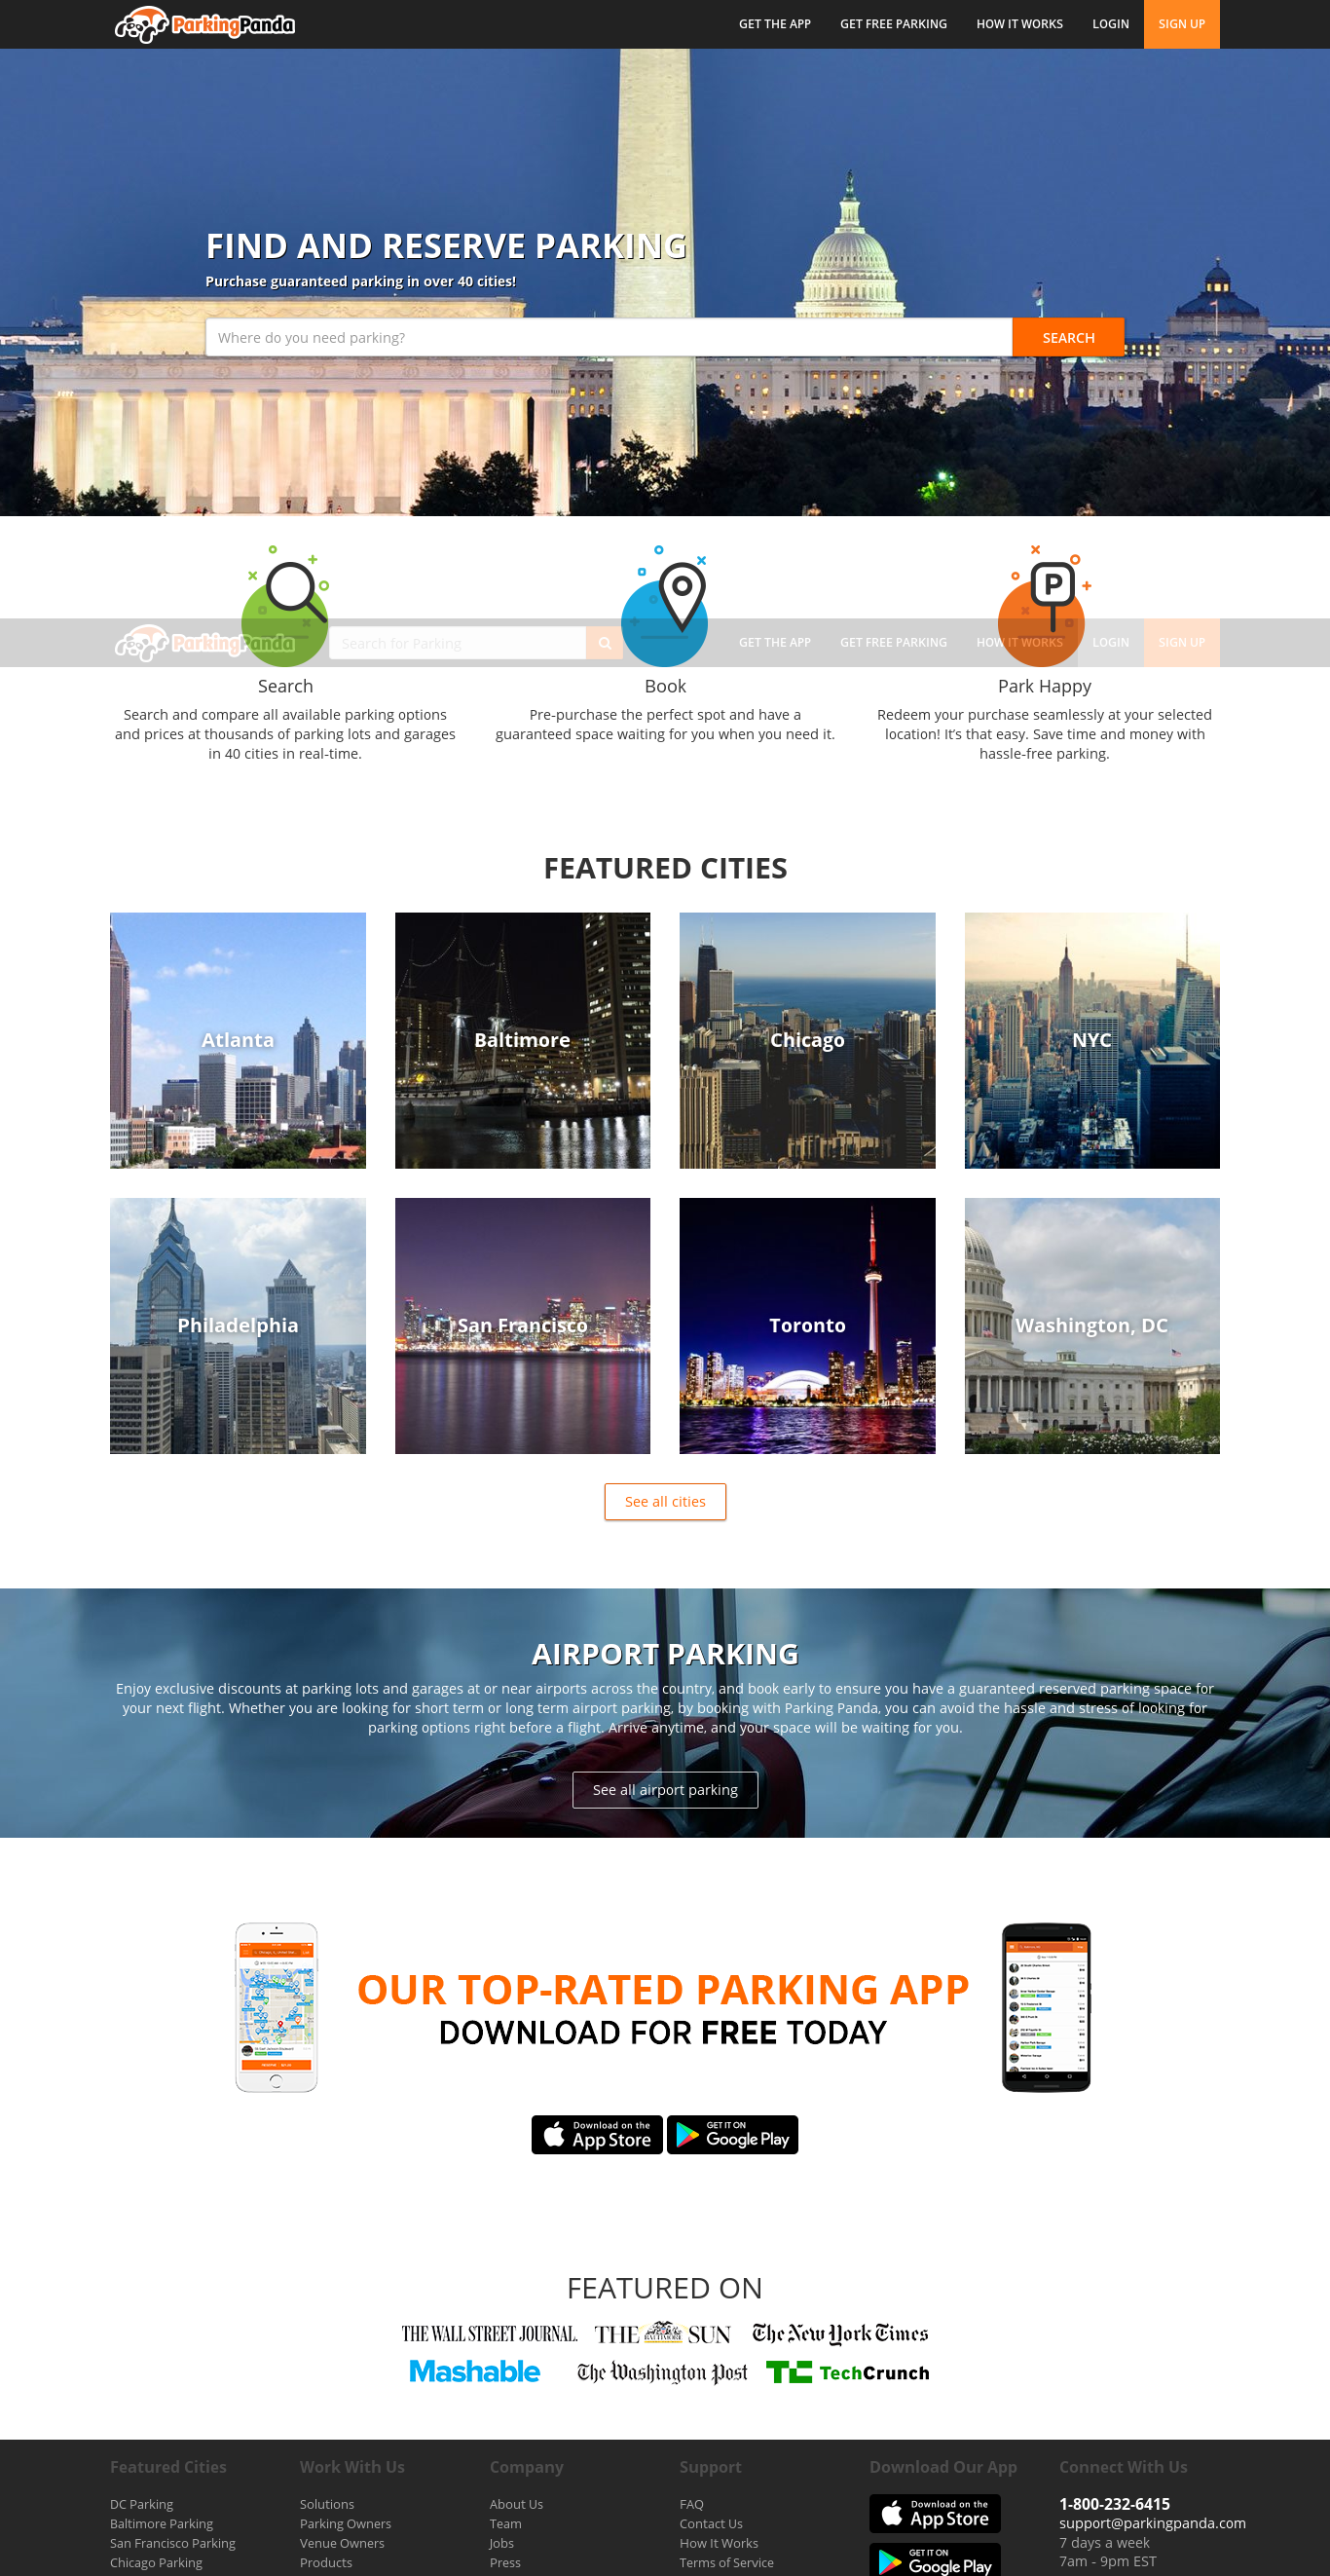 ParkingPanda
GET THE APP
GET FREE PARKING
HOW IT WORKS
LOGIN
SIGN UP
FIND AND RESERVE PARKING
Purchase guaranteed parking in over 40 cities!
Where do you need parking?
SEARCH
ParkingPanda
Search for Parking
GET THE APP
GET FREE PARKING
HOW IT WORKS
LOGIN
SIGN UP
Search
Search and compare all available parking options
and prices at thousands of parking lots and garages
in 40 cities in real-time.
Book
Pre-purchase the perfect spot and have a
guaranteed space waiting for you when you need it.
P
Park Happy
Redeem your purchase seamlessly at your selected
location! It’s that easy. Save time and money with
hassle-free parking.
FEATURED CITIES
Atlanta
Baltimore
Chicago
NYC
Philadelphia
San Francisco
Toronto
Washington, DC
See all cities
AIRPORT PARKING
Enjoy exclusive discounts at parking lots and garages at or near airports across the country, and book early to ensure you have a guaranteed reserved parking space for
your next flight. Whether you are looking for short term or long term airport parking, by booking with Parking Panda, you can avoid the hassle and stress of looking for
parking options right before a flight. Arrive anytime, and your space will be waiting for you.
See all airport parking
OUR TOP-RATED PARKING APP
DOWNLOAD FOR FREE TODAY
Download on the
App Store
GET IT ON
Google Play
FEATURED ON
THE WALL STREET JOURNAL.
THE BALTIMORE SUN
The New York Times
Mashable
The Washington Post
TC TechCrunch
Featured Cities
DC Parking
Baltimore Parking
San Francisco Parking
Chicago Parking
Work With Us
Solutions
Parking Owners
Venue Owners
Products
Company
About Us
Team
Jobs
Press
Support
FAQ
Contact Us
How It Works
Terms of Service
Download Our App
Download on the
App Store
GET IT ON
Google Play
Connect With Us
1-800-232-6415
support@parkingpanda.com
7 days a week
7am - 9pm EST